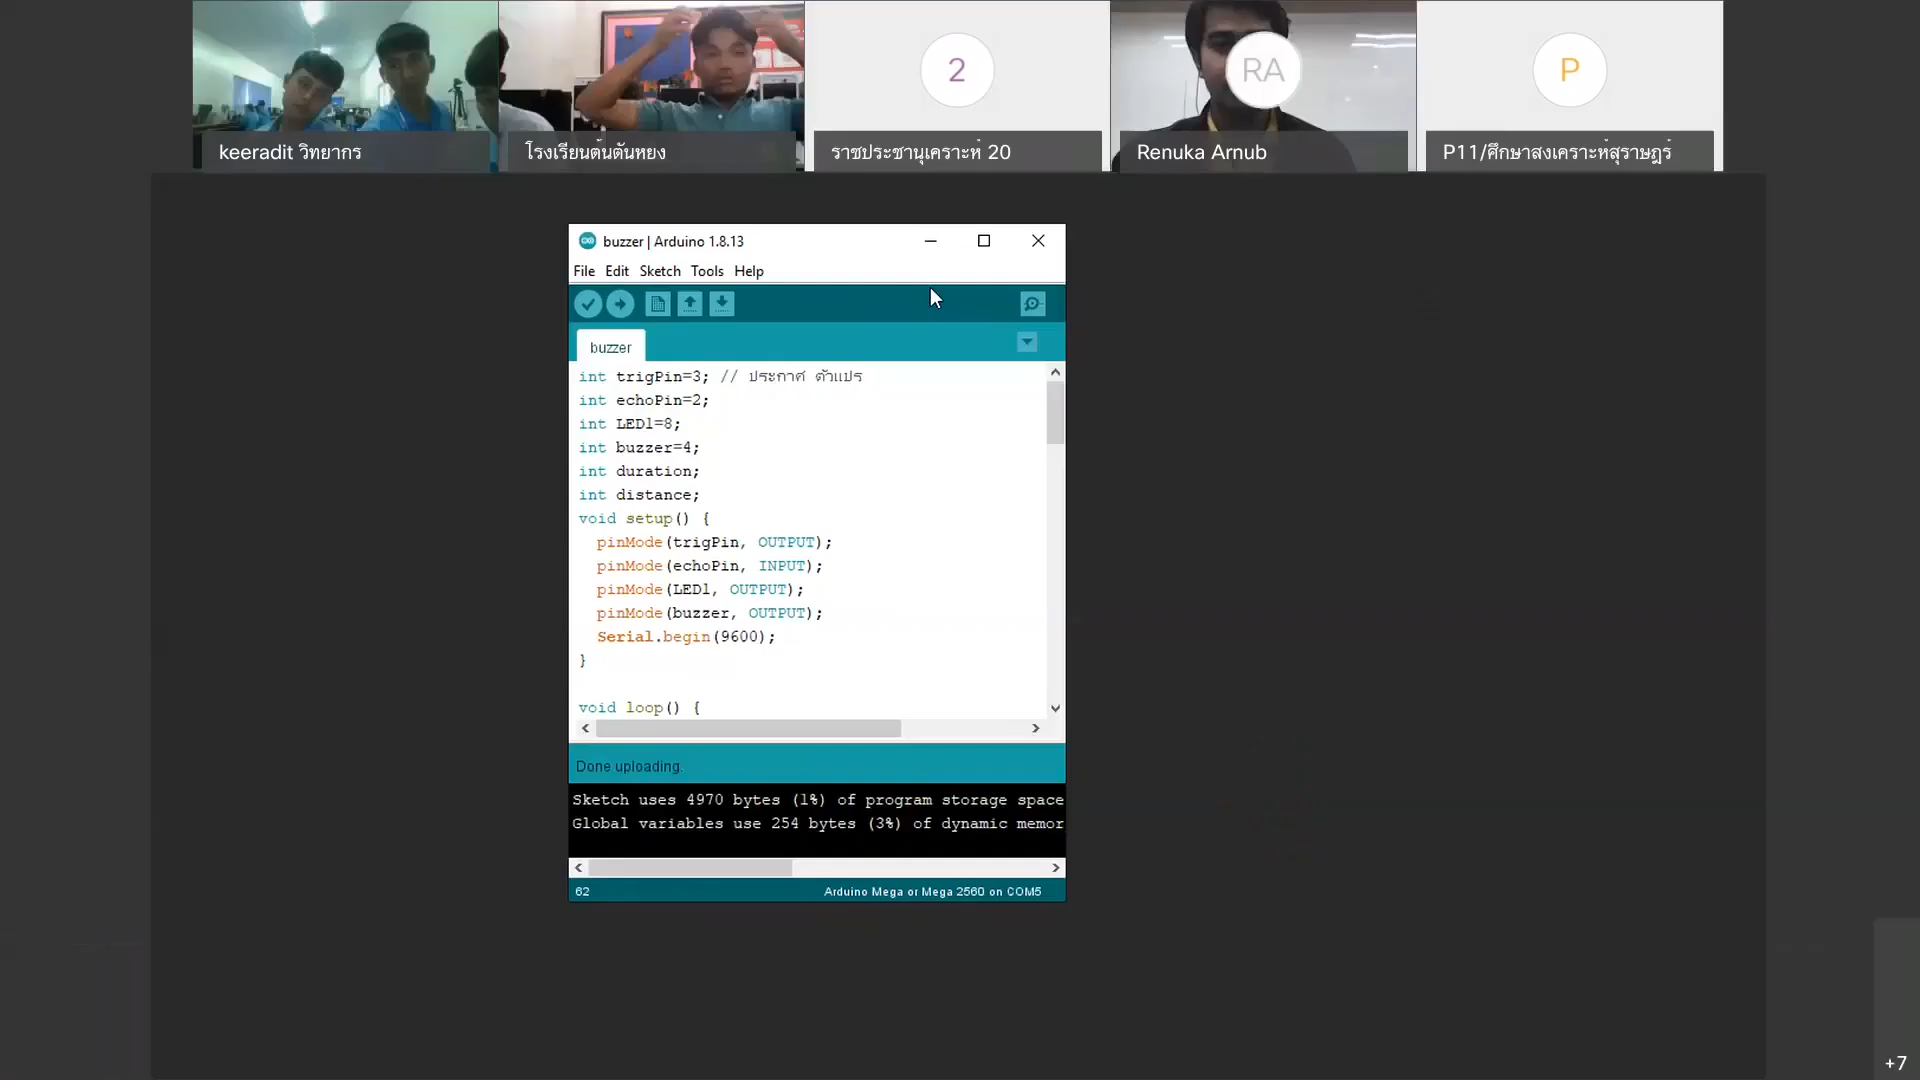 2
RA
P
keeradit วิทยากร
โรงเรียนต้นตันหยง
ราชประชานุเคราะห์ 20
Renuka Arnub
P11/ศึกษาสงเคราะห์สุราษฎร์
buzzer | Arduino 1.8.13
File Edit Sketch Tools Help
buzzer
int trigPin=3; // ประกาศ ตัวแปร
int echoPin=2;
int LED1=8;
int buzzer=4;
int duration;
int distance;
void setup() {
pinMode(trigPin, OUTPUT);
pinMode(echoPin, INPUT);
pinMode(LED1, OUTPUT);
pinMode(buzzer, OUTPUT);
Serial.begin(9600);
}
void loop() {
Done uploading.
Sketch uses 4970 bytes (1%) of program storage space
Global variables use 254 bytes (3%) of dynamic memor
62
Arduino Mega or Mega 2560 on COM5
+7